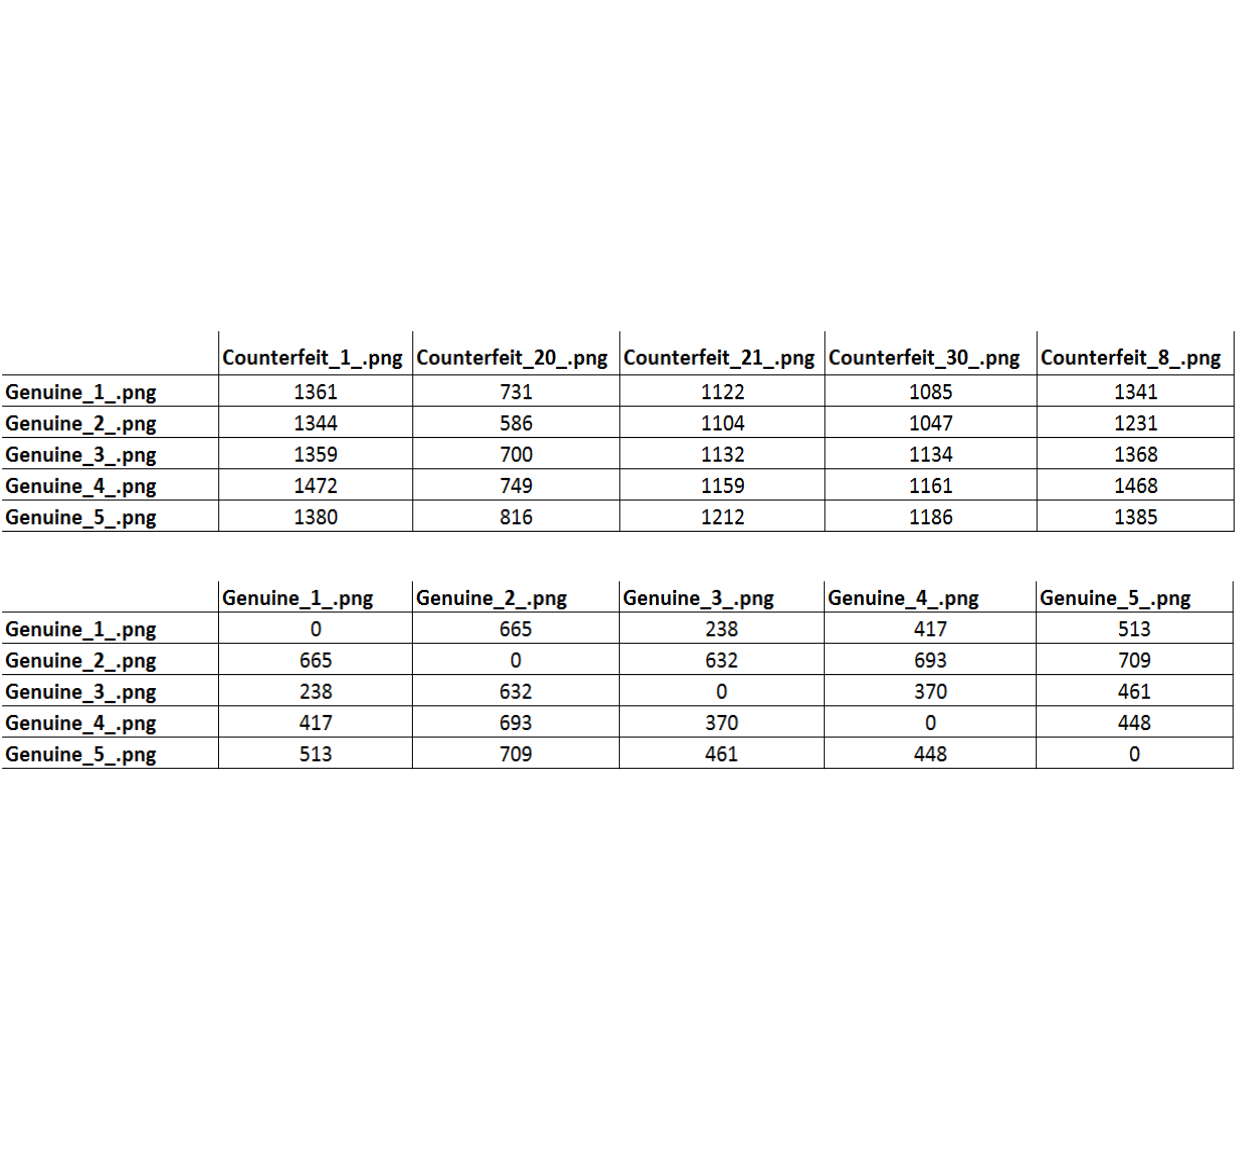 Counterfeit_1_.png Counterfeit_20_.png Counterfeit_21_.png Counterfeit_30_.png Counterfeit_8_.png
Genuine_1_.png 1361 731 1122 1085 1341
Genuine_2_.png 1344 586 1104 1047 1231
Genuine_3_.png 1359 700 1132 1134 1368
Genuine_4_.png 1472 749 1159 1161 1468
Genuine_5_.png 1380 816 1212 1186 1385
Genuine_1_.png Genuine_2_.png Genuine_3_.png Genuine_4_.png Genuine_5_.png
Genuine_1_.png 0 665 238 417 513
Genuine_2_.png 665 0 632 693 709
Genuine_3_.png 238 632 0 370 461
Genuine_4_.png 417 693 370 0 448
Genuine_5_.png 513 709 461 448 0